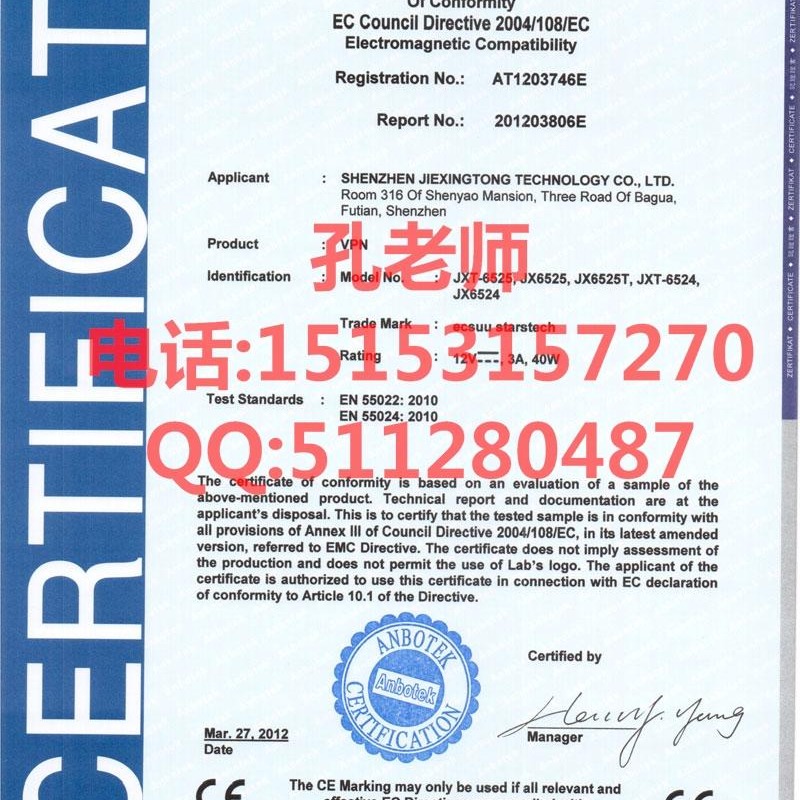 Of Conformity
EC Council Directive 2004/108/EC
Electromagnetic Compatibility
Registration No.: AT1203746E
Report No.: 201203806E
Applicant : SHENZHEN JIEXINGTONG TECHNOLOGY CO., LTD.
Room 316 Of Shenyao Mansion, Three Road Of Bagua,
Futian, Shenzhen
Product : VPN
孔老师
Identification : Model No. : JXT-6525, JX6525, JX6525T, JXT-6524,
JX6524
Trade Mark : ecsuu starstech
电话:15153157270
Rating : 12V, 3A, 40W
Test Standards : EN 55022: 2010
EN 55024: 2010
QQ:511280487
The certificate of conformity is based on an evaluation of a sample of the
above-mentioned product. Technical report and documentation are at the
applicant's disposal. This is to certify that the tested sample is in conformity with
all provisions of Annex III of Council Directive 2004/108/EC, in its latest amended
version, referred to EMC Directive. The certificate does not imply assessment of
the production and does not permit the use of Lab's logo. The applicant of the
certificate is authorized to use this certificate in connection with EC declaration
of conformity to Article 10.1 of the Directive.
ANBOTEK
Anbotek
CERTIFICATION
Certified by
Mar. 27, 2012
Date
Manager
CE
The CE Marking may only be used if all relevant and
CERTIFICAT
ZERTIFIKAT ◆ CERTIFICATE ◆ ZERTIFIKAT ◆ CERTIFICATE